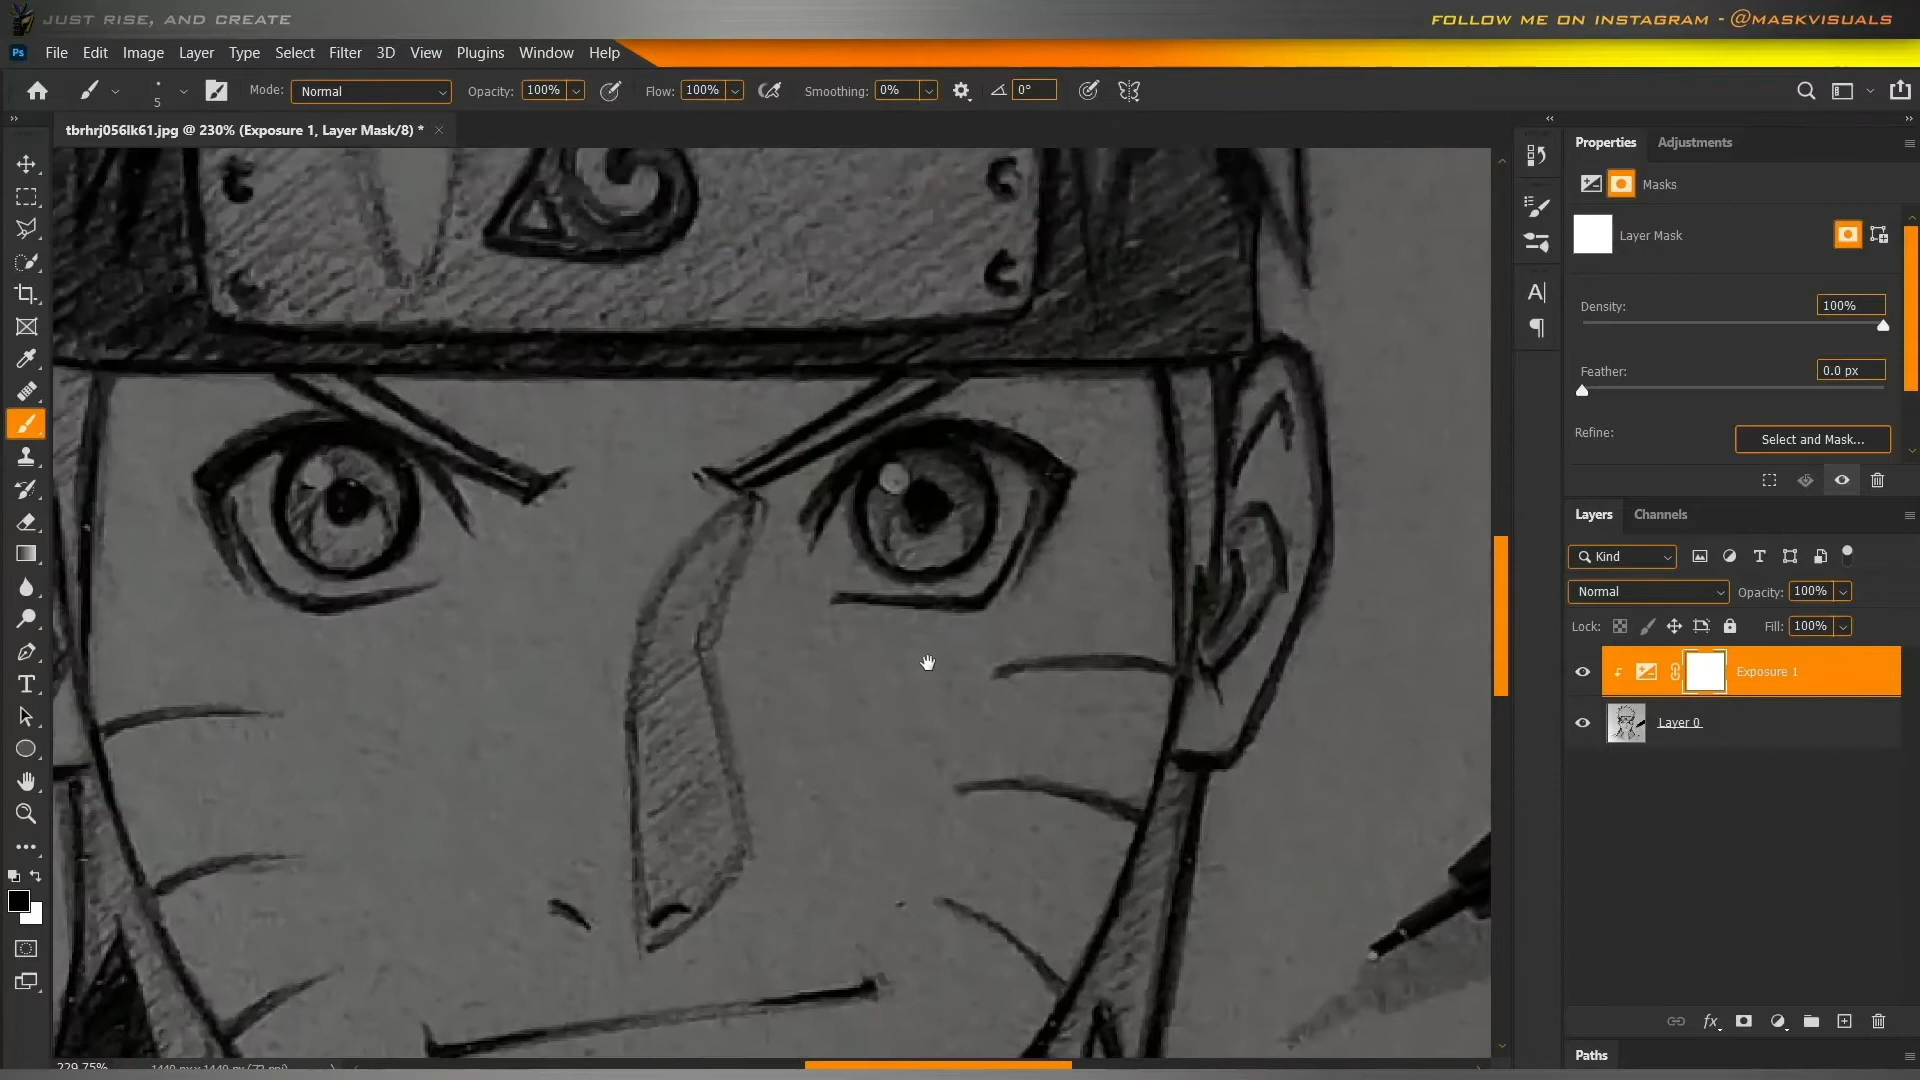 JUST RISE, AND CREATE
FOLLOW ME ON INSTAGRAM - @MASKVISUALS
Ps File Edit Image Layer Type Select Filter 3D View Plugins Window Help
5 Mode: Normal Opacity: 100% Flow: 100% Smoothing: 0% 0°
tbrhrj056lk61.jpg @ 230% (Exposure 1, Layer Mask/8) *
Properties Adjustments
Masks
Layer Mask
Density: 100%
Feather: 0.0 px
Refine:
Select and Mask...
Layers Channels
Kind
Normal Opacity: 100%
Lock: Fill: 100%
Exposure 1
Layer 0
Paths
229.75%